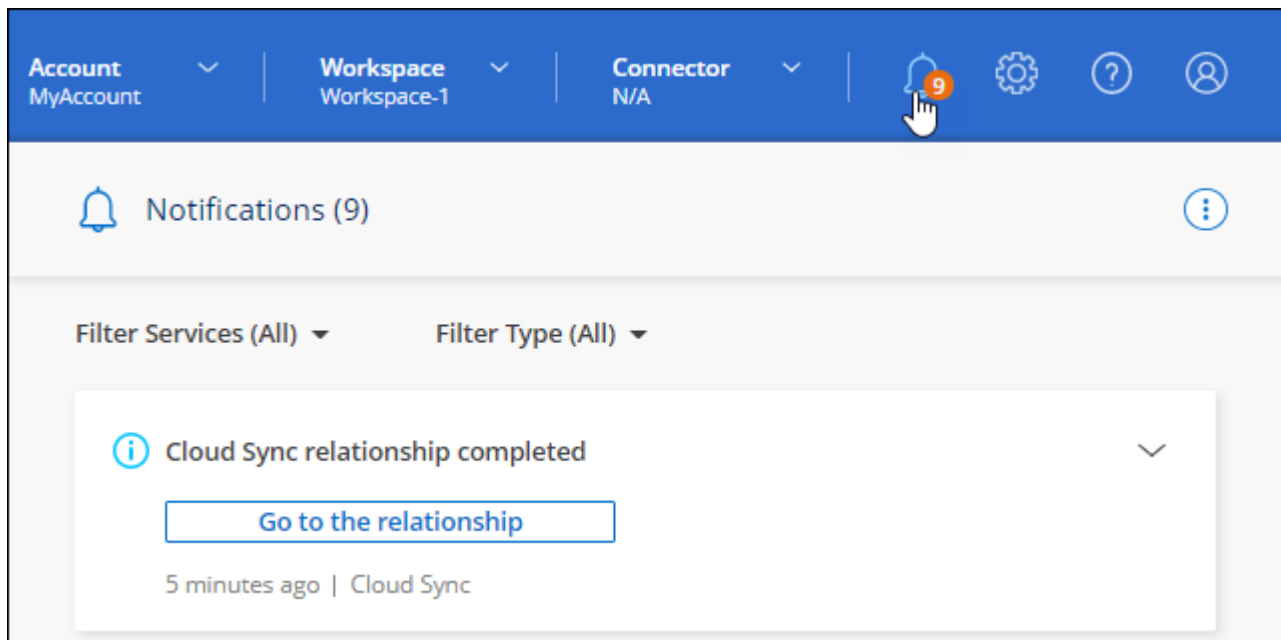 Account Workspace Connector
MyAccount Workspace-1 N/A 9
Notifications (9)
Filter Services (All) Filter Type (All)
Cloud Sync relationship completed
Go to the relationship
5 minutes ago | Cloud Sync